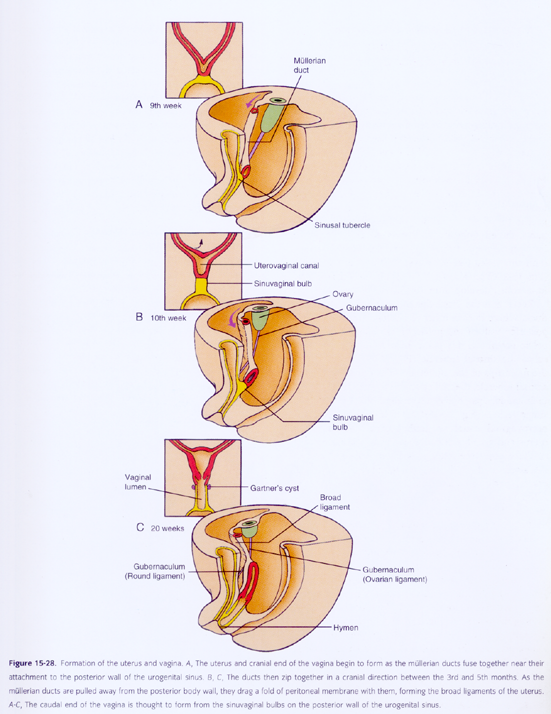 Müllerian
duct
A 9th week
Sinusal tubercle
Uterovaginal canal
Sinuvaginal bulb
Ovary
Gubernaculum
B 10th week
Sinuvaginal
bulb
Vaginal
lumen
Gartner's cyst
Broad
ligament
C 20 weeks
Gubernaculum
(Round ligament)
Gubernaculum
(Ovarian ligament)
Hymen
Figure 15-28. Formation of the uterus and vagina. A, The uterus and cranial end of the vagina begin to form as the müllerian ducts fuse together near their
attachment to the posterior wall of the urogenital sinus. B, C, The ducts then zip together in a cranial direction between the 3rd and 5th months. As the
müllerian ducts are pulled away from the posterior body wall, they drag a fold of peritoneal membrane with them, forming the broad ligaments of the uterus.
A-C, The caudal end of the vagina is thought to form from the sinuvaginal bulbs on the posterior wall of the urogenital sinus.